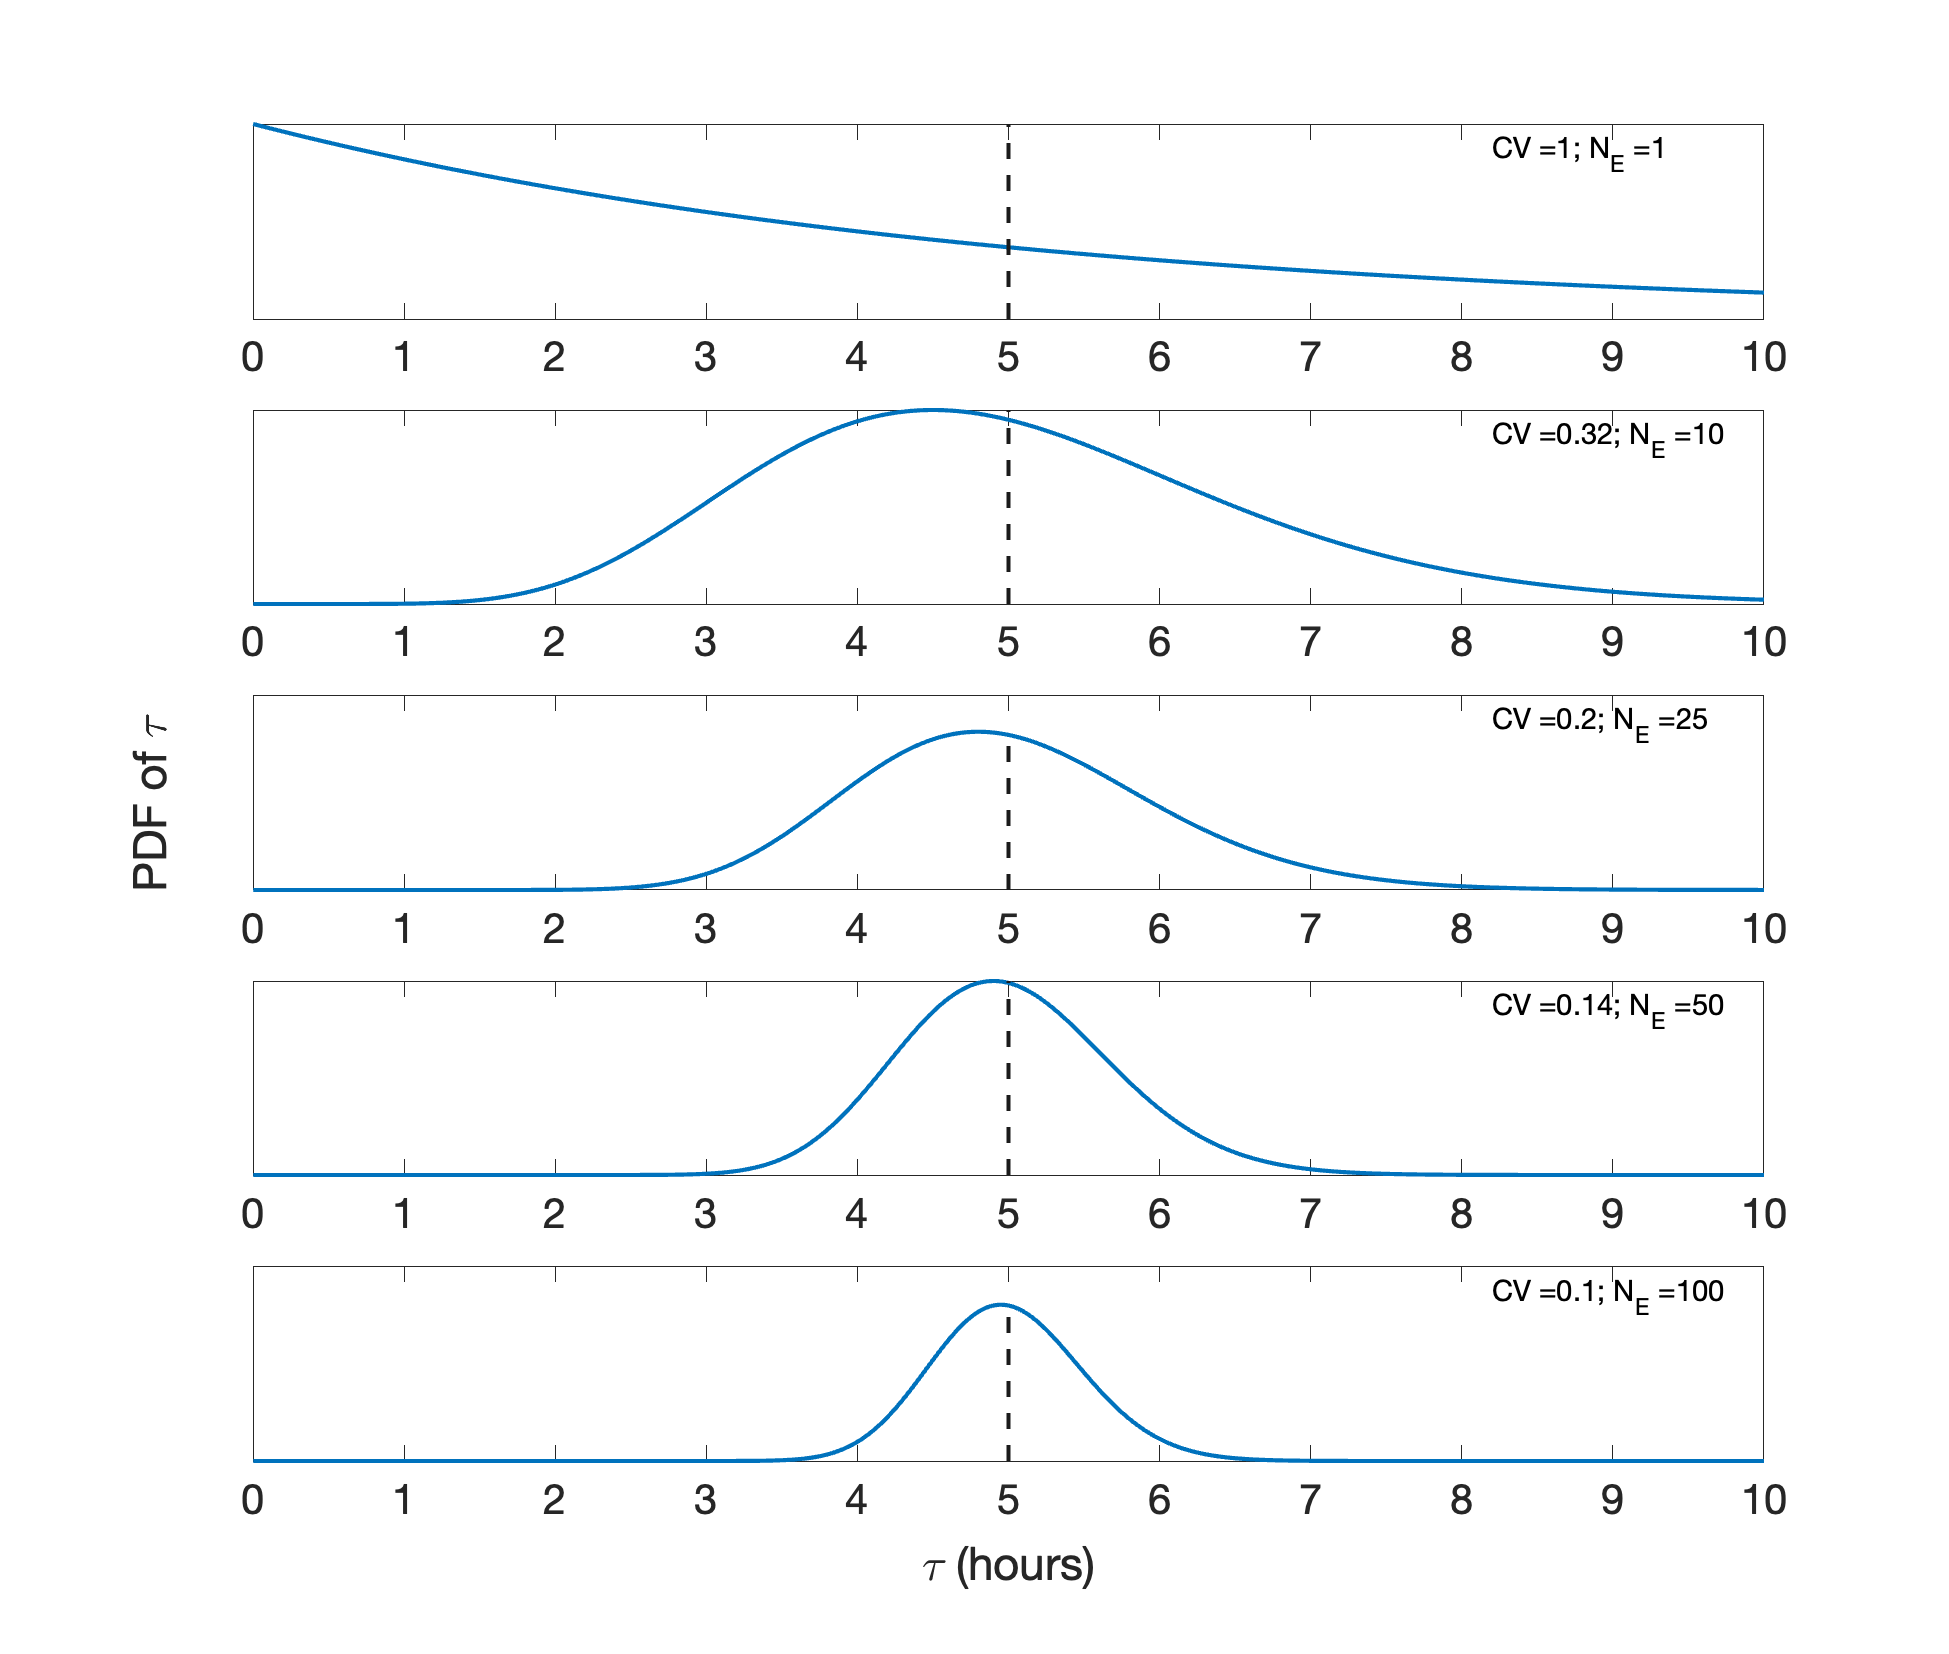 CV =1; N_E =1
0 1 2 3 4 5 6 7 8 9 10
CV =0.32; N_E =10
0 1 2 3 4 5 6 7 8 9 10
CV =0.2; N_E =25
0 1 2 3 4 5 6 7 8 9 10
PDF of τ
CV =0.14; N_E =50
0 1 2 3 4 5 6 7 8 9 10
CV =0.1; N_E =100
0 1 2 3 4 5 6 7 8 9 10
τ (hours)